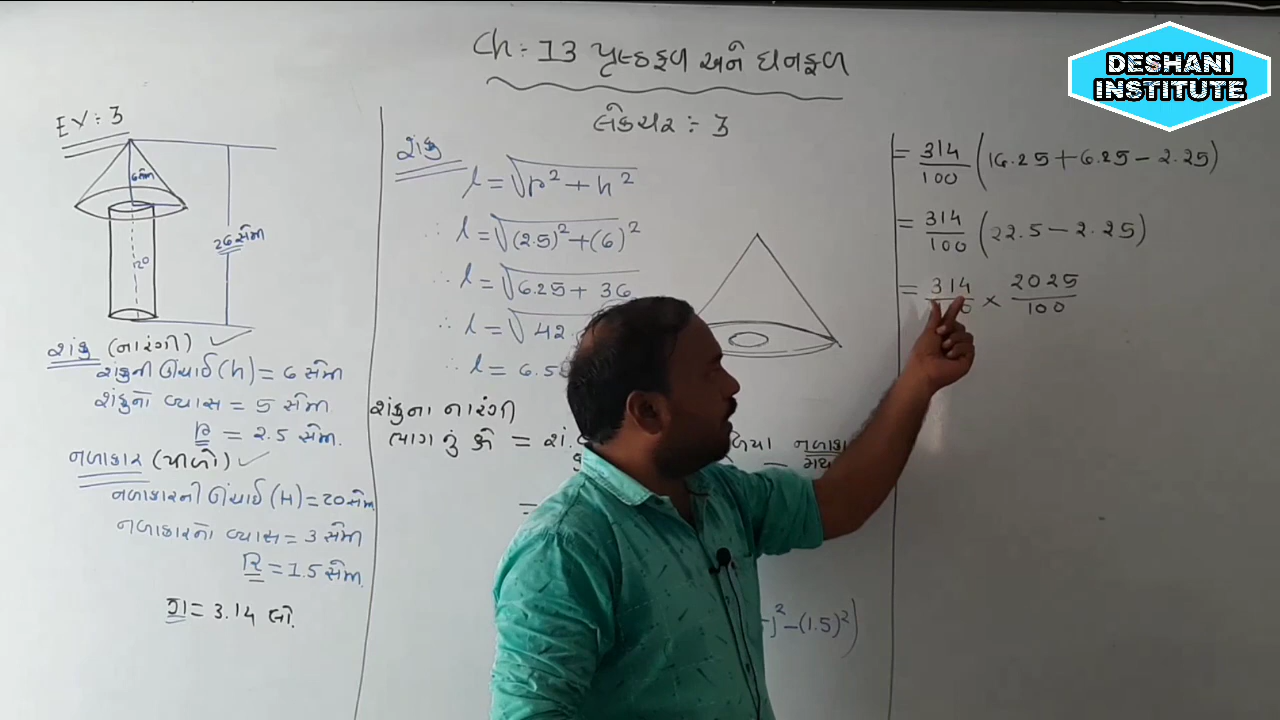 DESHANI
INSTITUTE
Ch : 13 પૃષ્ઠફળ અને ઘનફળ
લેક્ચર :- 3
EX : 3
6 સેમી
26 સેમી
20
શંકુ (નારંગી) ✓
શંકુની ઊંચાઈ (h) = 6 સેમી
શંકુનો વ્યાસ = 5 સેમી.
R = 2.5 સેમી.
નળાકાર (પીળો) ✓
નળાકારની ઊંચાઈ (H) = 20 સેમી
નળાકારનો વ્યાસ = 3 સેમી
R = 1.5 સેમી.
π = 3.14 લો.
શંકુ
l = √r² + h²
∴ l = √(2.5)² + (6)²
∴ l = √6.25 + 36
∴ l = √42.
∴ l = 6.5
શંકુના નારંગી
ભાગ નું ક્ષે = શં.
=
– (1.5)²)
= 314/100 (16.25 + 6.25 – 2.25)
= 314/100 (22.5 – 2.25)
= 314 × 2025/100